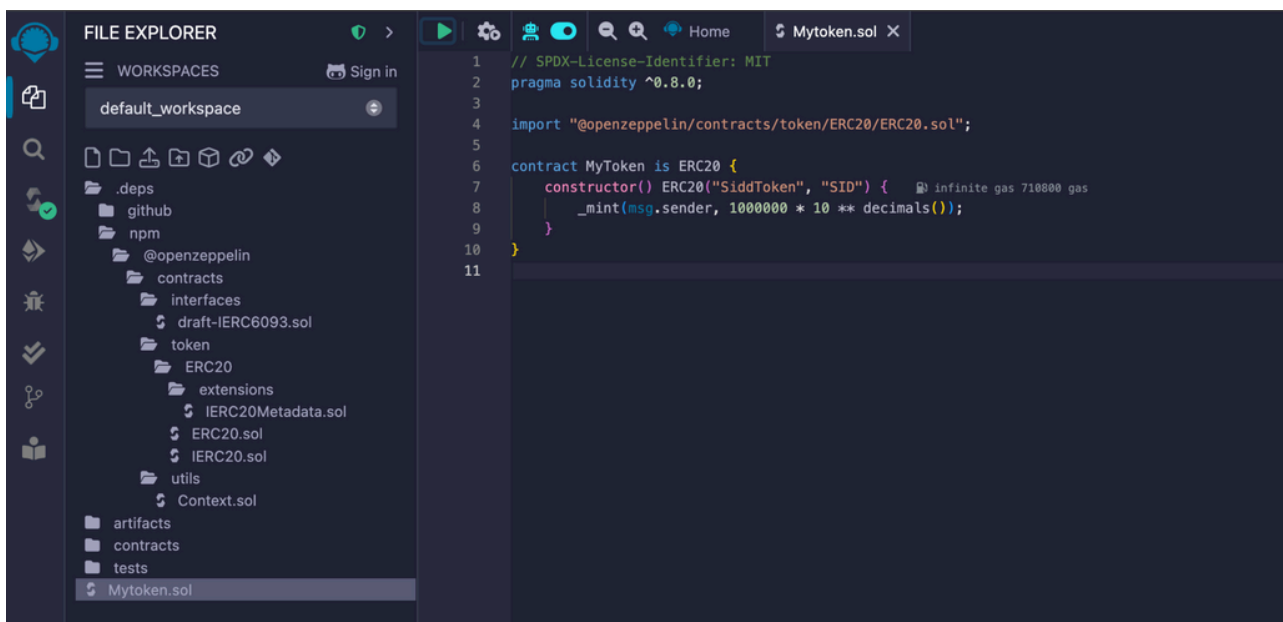 FILE EXPLORER
WORKSPACES
Sign in
default_workspace
.deps
github
npm
@openzeppelin
contracts
interfaces
draft-IERC6093.sol
token
ERC20
extensions
IERC20Metadata.sol
ERC20.sol
IERC20.sol
utils
Context.sol
artifacts
contracts
tests
Mytoken.sol
Home
Mytoken.sol
1 // SPDX-License-Identifier: MIT
2 pragma solidity ^0.8.0;
3
4 import "@openzeppelin/contracts/token/ERC20/ERC20.sol";
5
6 contract MyToken is ERC20 {
7 constructor() ERC20("SiddToken", "SID") { infinite gas 710800 gas
8 _mint(msg.sender, 1000000 * 10 ** decimals());
9 }
10 }
11